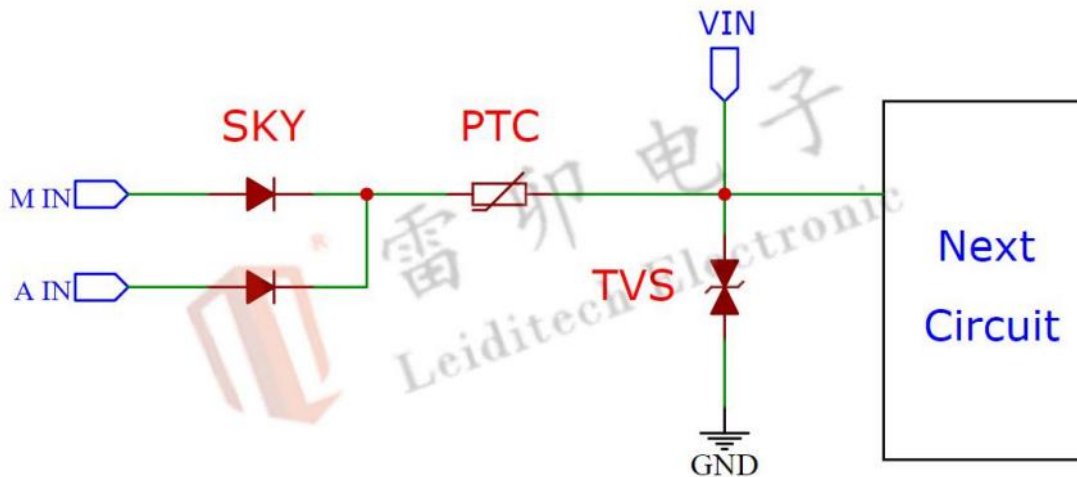 VIN
SKY
PTC
M IN
A IN
TVS
Next
Circuit
GND
雷卯电子
Leiditech Electronic
®